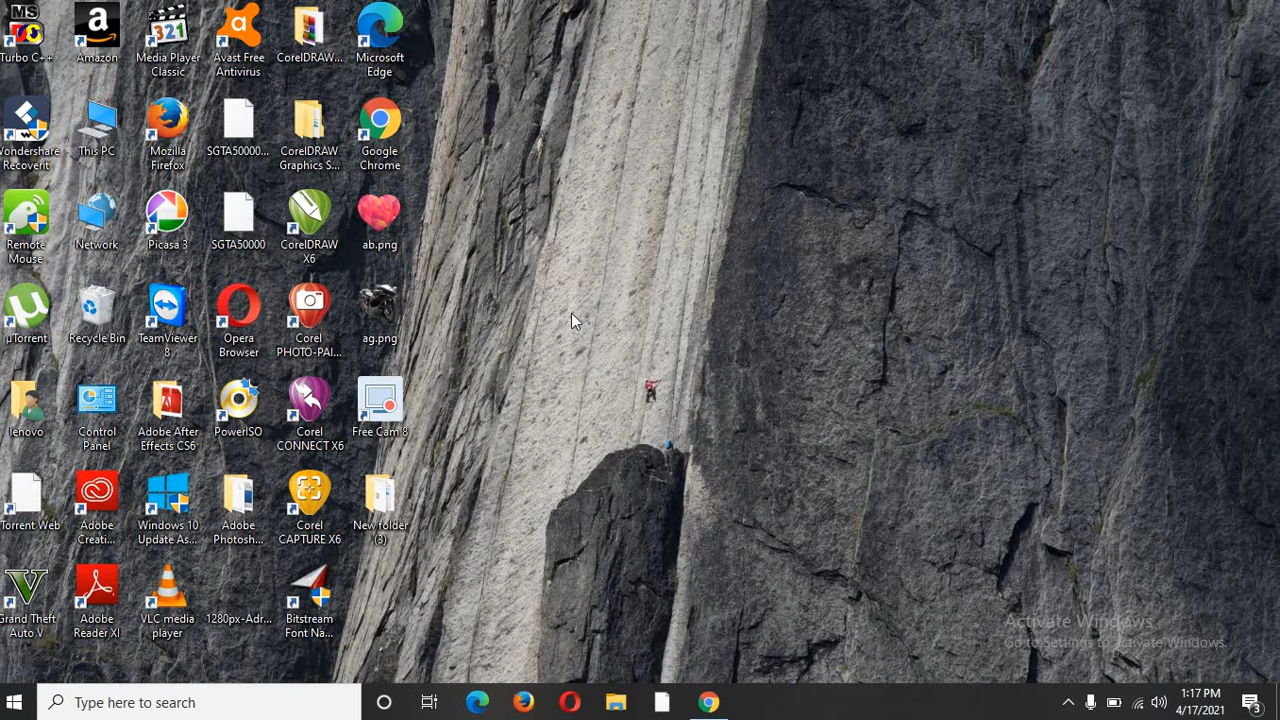 MS
Turbo C++
Amazon
321
Media Player
Classic
Avast Free
Antivirus
CorelDRAW...
Microsoft
Edge
Wondershare
Recoverit
This PC
Mozilla
Firefox
SGTA50000...
CorelDRAW
Graphics S...
Google
Chrome
Remote
Mouse
Network
Picasa 3
SGTA50000
CorelDRAW
X6
ab.png
µTorrent
Recycle Bin
TeamViewer
8
Opera
Browser
Corel
PHOTO-PAI...
ag.png
lenovo
Control
Panel
Adobe After
Effects CS6
PowerISO
Corel
CONNECT X6
Free Cam 8
Torrent Web
Adobe
Creati...
Windows 10
Update As...
Adobe
Photosh...
Corel
CAPTURE X6
New folder
(3)
Grand Theft
Auto V
Adobe
Reader XI
VLC media
player
1280px-Adr...
Bitstream
Font Na...
Activate Windows
Go to Settings to activate Windows.
Type here to search
1:17 PM
4/17/2021
3